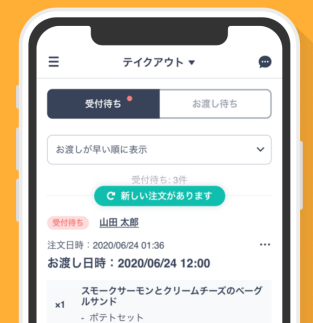 テイクアウト ▼
受付待ち
お渡し待ち
お渡しが早い順に表示
受付待ち: 3件
新しい注文があります
受付待ち 山田 太郎
注文日時：2020/06/24 01:36
お渡し日時：2020/06/24 12:00
スモークサーモンとクリームチーズのベーグ
x1 ルサンド
- ポテトセット